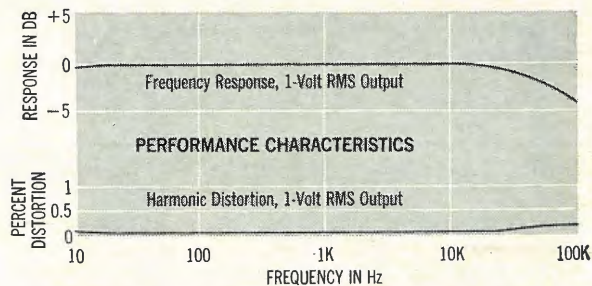 +5
0
−5
RESPONSE IN DB
Frequency Response, 1-Volt RMS Output
PERFORMANCE CHARACTERISTICS
1
0.5
0
PERCENT
DISTORTION
Harmonic Distortion, 1-Volt RMS Output
10 100 1K 10K 100K
FREQUENCY IN Hz